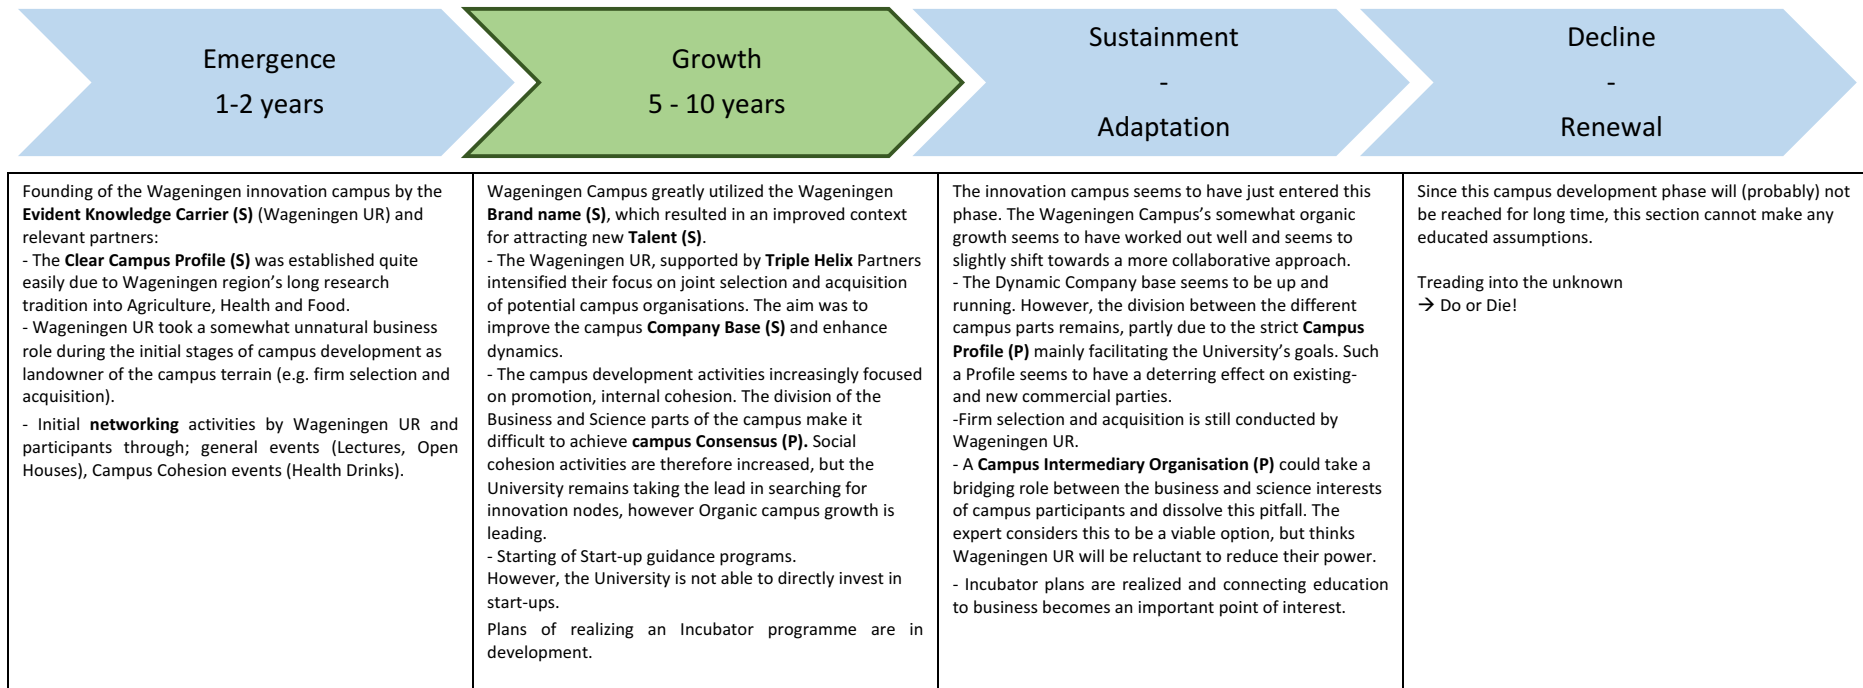 Emergence
1-2 years
Growth
5 - 10 years
Sustainment
-
Adaptation
Decline
-
Renewal
Founding of the Wageningen innovation campus by the
Evident Knowledge Carrier (S) (Wageningen UR) and
relevant partners:
- The Clear Campus Profile (S) was established quite
easily due to Wageningen region’s long research
tradition into Agriculture, Health and Food.
- Wageningen UR took a somewhat unnatural business
role during the initial stages of campus development as
landowner of the campus terrain (e.g. firm selection and
acquisition).
- Initial networking activities by Wageningen UR and
participants through; general events (Lectures, Open
Houses), Campus Cohesion events (Health Drinks).
Wageningen Campus greatly utilized the Wageningen
Brand name (S), which resulted in an improved context
for attracting new Talent (S).
- The Wageningen UR, supported by Triple Helix Partners
intensified their focus on joint selection and acquisition
of potential campus organisations. The aim was to
improve the campus Company Base (S) and enhance
dynamics.
- The campus development activities increasingly focused
on promotion, internal cohesion. The division of the
Business and Science parts of the campus make it
difficult to achieve campus Consensus (P). Social
cohesion activities are therefore increased, but the
University remains taking the lead in searching for
innovation nodes, however Organic campus growth is
leading.
- Starting of Start-up guidance programs.
However, the University is not able to directly invest in
start-ups.
Plans of realizing an Incubator programme are in
development.
The innovation campus seems to have just entered this
phase. The Wageningen Campus’s somewhat organic
growth seems to have worked out well and seems to
slightly shift towards a more collaborative approach.
- The Dynamic Company base seems to be up and
running. However, the division between the different
campus parts remains, partly due to the strict Campus
Profile (P) mainly facilitating the University’s goals. Such
a Profile seems to have a deterring effect on existing-
and new commercial parties.
-Firm selection and acquisition is still conducted by
Wageningen UR.
- A Campus Intermediary Organisation (P) could take a
bridging role between the business and science interests
of campus participants and dissolve this pitfall. The
expert considers this to be a viable option, but thinks
Wageningen UR will be reluctant to reduce their power.
- Incubator plans are realized and connecting education
to business becomes an important point of interest.
Since this campus development phase will (probably) not
be reached for long time, this section cannot make any
educated assumptions.
Treading into the unknown
→ Do or Die!